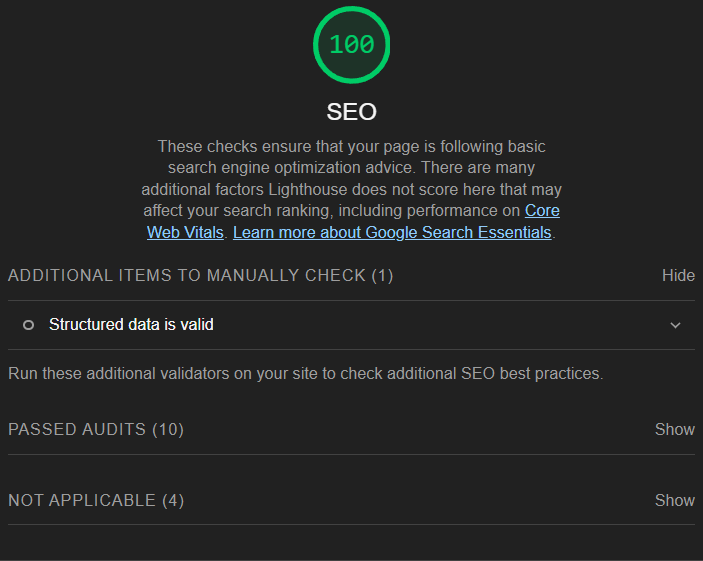 100
SEO
These checks ensure that your page is following basic
search engine optimization advice. There are many
additional factors Lighthouse does not score here that may
affect your search ranking, including performance on Core
Web Vitals. Learn more about Google Search Essentials.
ADDITIONAL ITEMS TO MANUALLY CHECK (1) Hide
Structured data is valid
Run these additional validators on your site to check additional SEO best practices.
PASSED AUDITS (10) Show
NOT APPLICABLE (4) Show